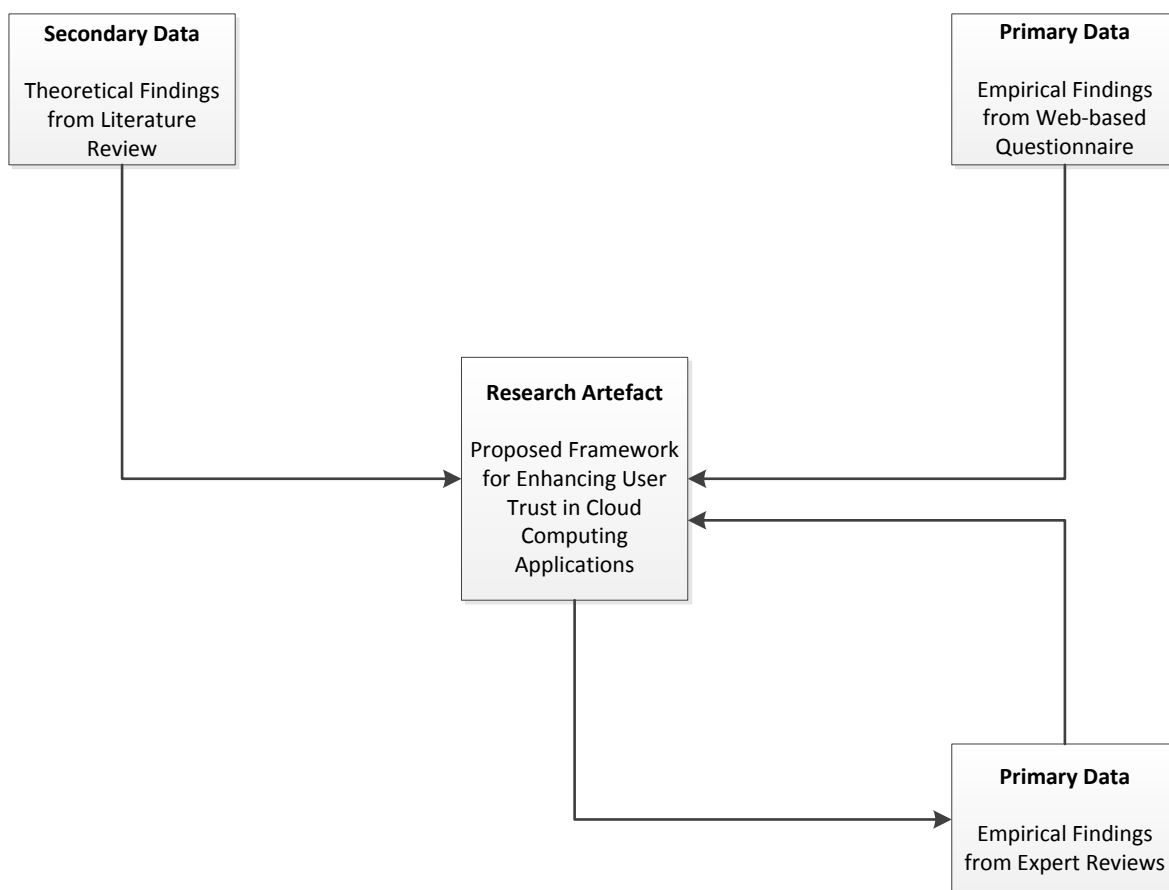 Secondary Data
Theoretical Findings
from Literature
Review
Primary Data
Empirical Findings
from Web-based
Questionnaire
Research Artefact
Proposed Framework
for Enhancing User
Trust in Cloud
Computing
Applications
Primary Data
Empirical Findings
from Expert Reviews